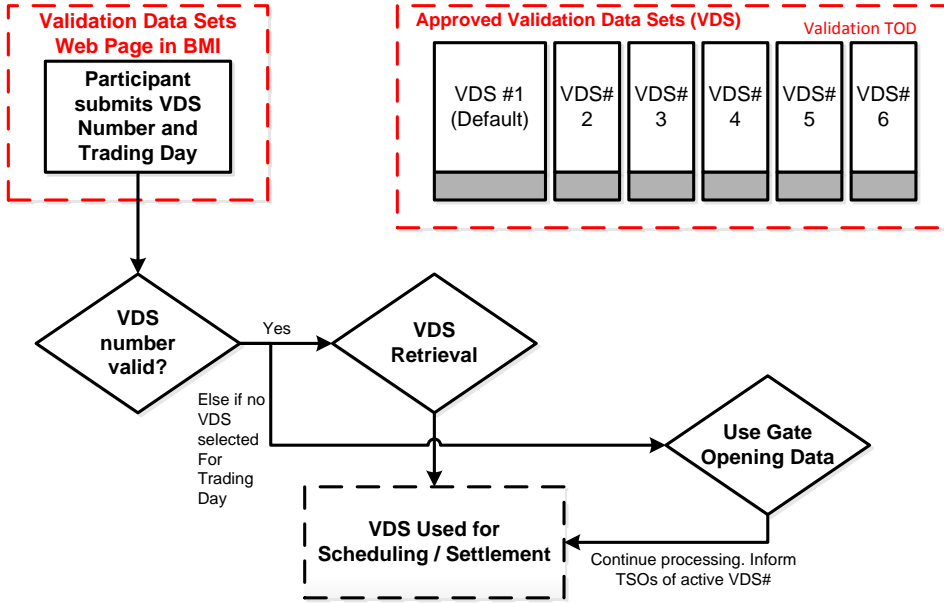 Validation Data Sets
Web Page in BMI
Participant
submits VDS
Number and
Trading Day
Approved Validation Data Sets (VDS)
Validation TOD
VDS #1
(Default)
VDS#
2
VDS#
3
VDS#
4
VDS#
5
VDS#
6
VDS
number
valid?
Yes
VDS
Retrieval
Else if no
VDS
selected
For
Trading
Day
Use Gate
Opening Data
VDS Used for
Scheduling / Settlement
Continue processing. Inform
TSOs of active VDS#